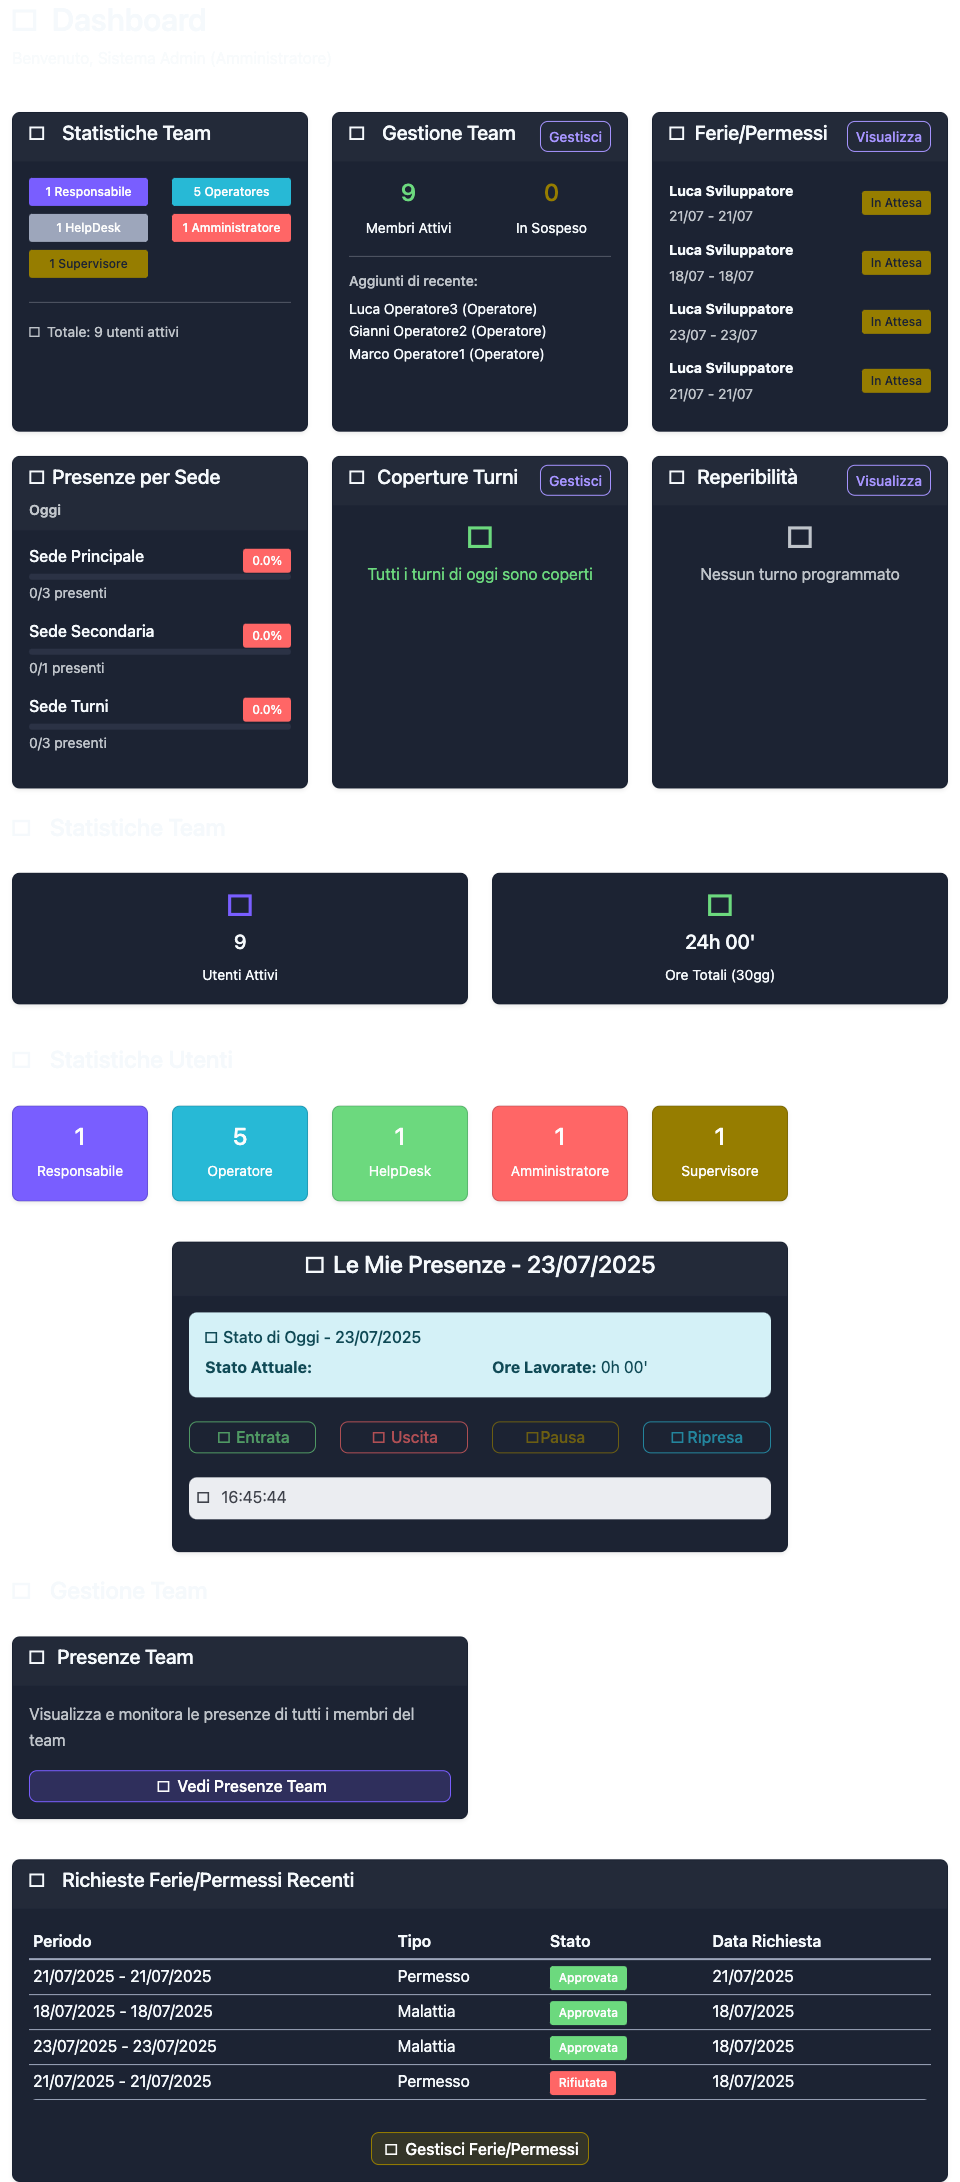 Dashboard
Benvenuto, Sistema Admin (Amministratore)
Statistiche Team
1 Responsabile
5 Operatores
1 HelpDesk
1 Amministratore
1 Supervisore
Totale: 9 utenti attivi
Gestione Team
Gestisci
9
Membri Attivi
0
In Sospeso
Aggiunti di recente:
Luca Operatore3 (Operatore)
Gianni Operatore2 (Operatore)
Marco Operatore1 (Operatore)
Ferie/Permessi
Visualizza
Luca Sviluppatore
21/07 - 21/07
In Attesa
Luca Sviluppatore
18/07 - 18/07
In Attesa
Luca Sviluppatore
23/07 - 23/07
In Attesa
Luca Sviluppatore
21/07 - 21/07
In Attesa
Presenze per Sede
Oggi
Sede Principale
0.0%
0/3 presenti
Sede Secondaria
0.0%
0/1 presenti
Sede Turni
0.0%
0/3 presenti
Coperture Turni
Gestisci
Tutti i turni di oggi sono coperti
Reperibilità
Visualizza
Nessun turno programmato
Statistiche Team
9
Utenti Attivi
24h 00'
Ore Totali (30gg)
Statistiche Utenti
1
Responsabile
5
Operatore
1
HelpDesk
1
Amministratore
1
Supervisore
Le Mie Presenze - 23/07/2025
Stato di Oggi - 23/07/2025
Stato Attuale:
Ore Lavorate: 0h 00'
Entrata
Uscita
Pausa
Ripresa
16:45:44
Gestione Team
Presenze Team
Visualizza e monitora le presenze di tutti i membri del
team
Vedi Presenze Team
Richieste Ferie/Permessi Recenti
Periodo Tipo Stato Data Richiesta
21/07/2025 - 21/07/2025 Permesso Approvata 21/07/2025
18/07/2025 - 18/07/2025 Malattia Approvata 18/07/2025
23/07/2025 - 23/07/2025 Malattia Approvata 18/07/2025
21/07/2025 - 21/07/2025 Permesso Rifiutata 18/07/2025
Gestisci Ferie/Permessi